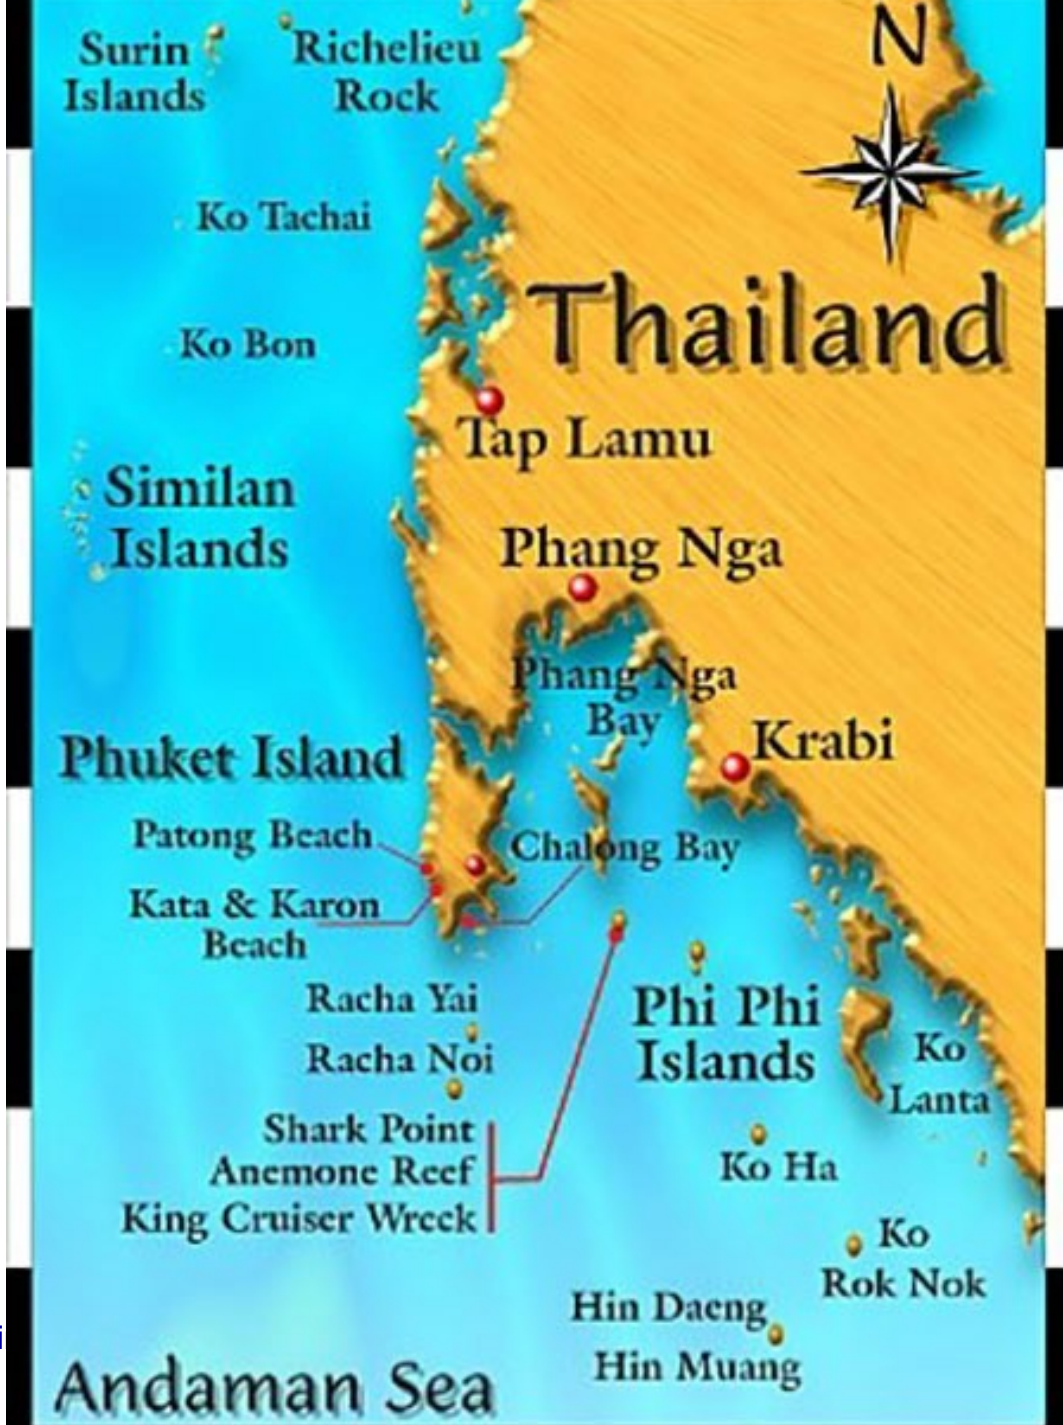 N
Surin
Islands
Richelieu
Rock
Ko Tachai
Thailand
Ko Bon
Tap Lamu
Similan
Islands
Phang Nga
Phang Nga
Bay
Krabi
Phuket Island
Patong Beach
Chalong Bay
Kata & Karon
Beach
Racha Yai
Racha Noi
Phi Phi
Islands
Ko
Lanta
Shark Point
Anemone Reef
King Cruiser Wreck
Ko Ha
Ko
Rok Nok
Hin Daeng
Hin Muang
Andaman Sea
i